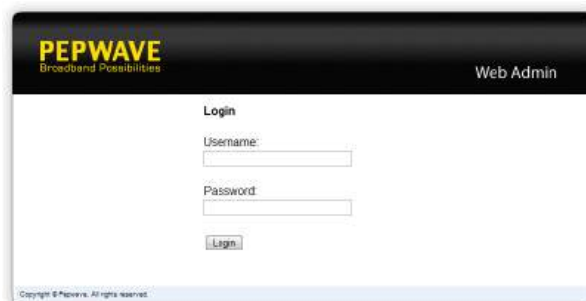 PEPWAVE
Broadband Possibilities
Web Admin
Login
Username:
Password:
Login
Copyright © Pepwave. All rights reserved.